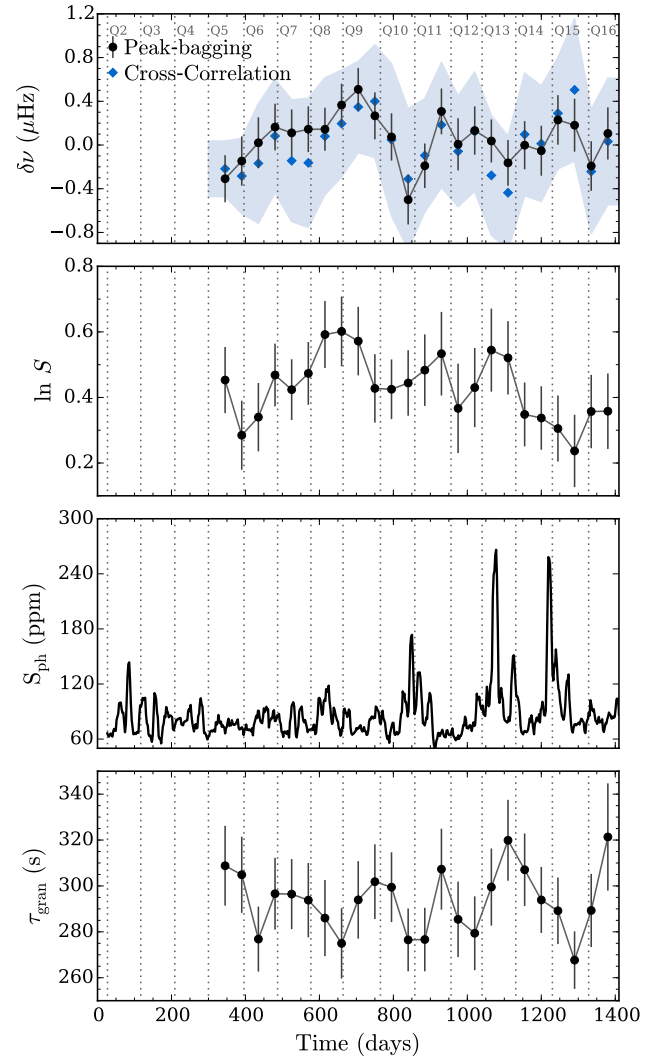 Q2 Q3 Q4 Q5 Q6 Q7 Q8 Q9 Q10 Q11 Q12 Q13 Q14 Q15 Q16
Peak-bagging
Cross-Correlation
1.2
0.8
0.4
0.0
−0.4
−0.8
δν (μHz)
0.8
0.6
0.4
0.2
ln S
300
240
180
120
60
S_ph (ppm)
340
320
300
280
260
τ_gran (s)
0 200 400 600 800 1000 1200 1400
Time (days)